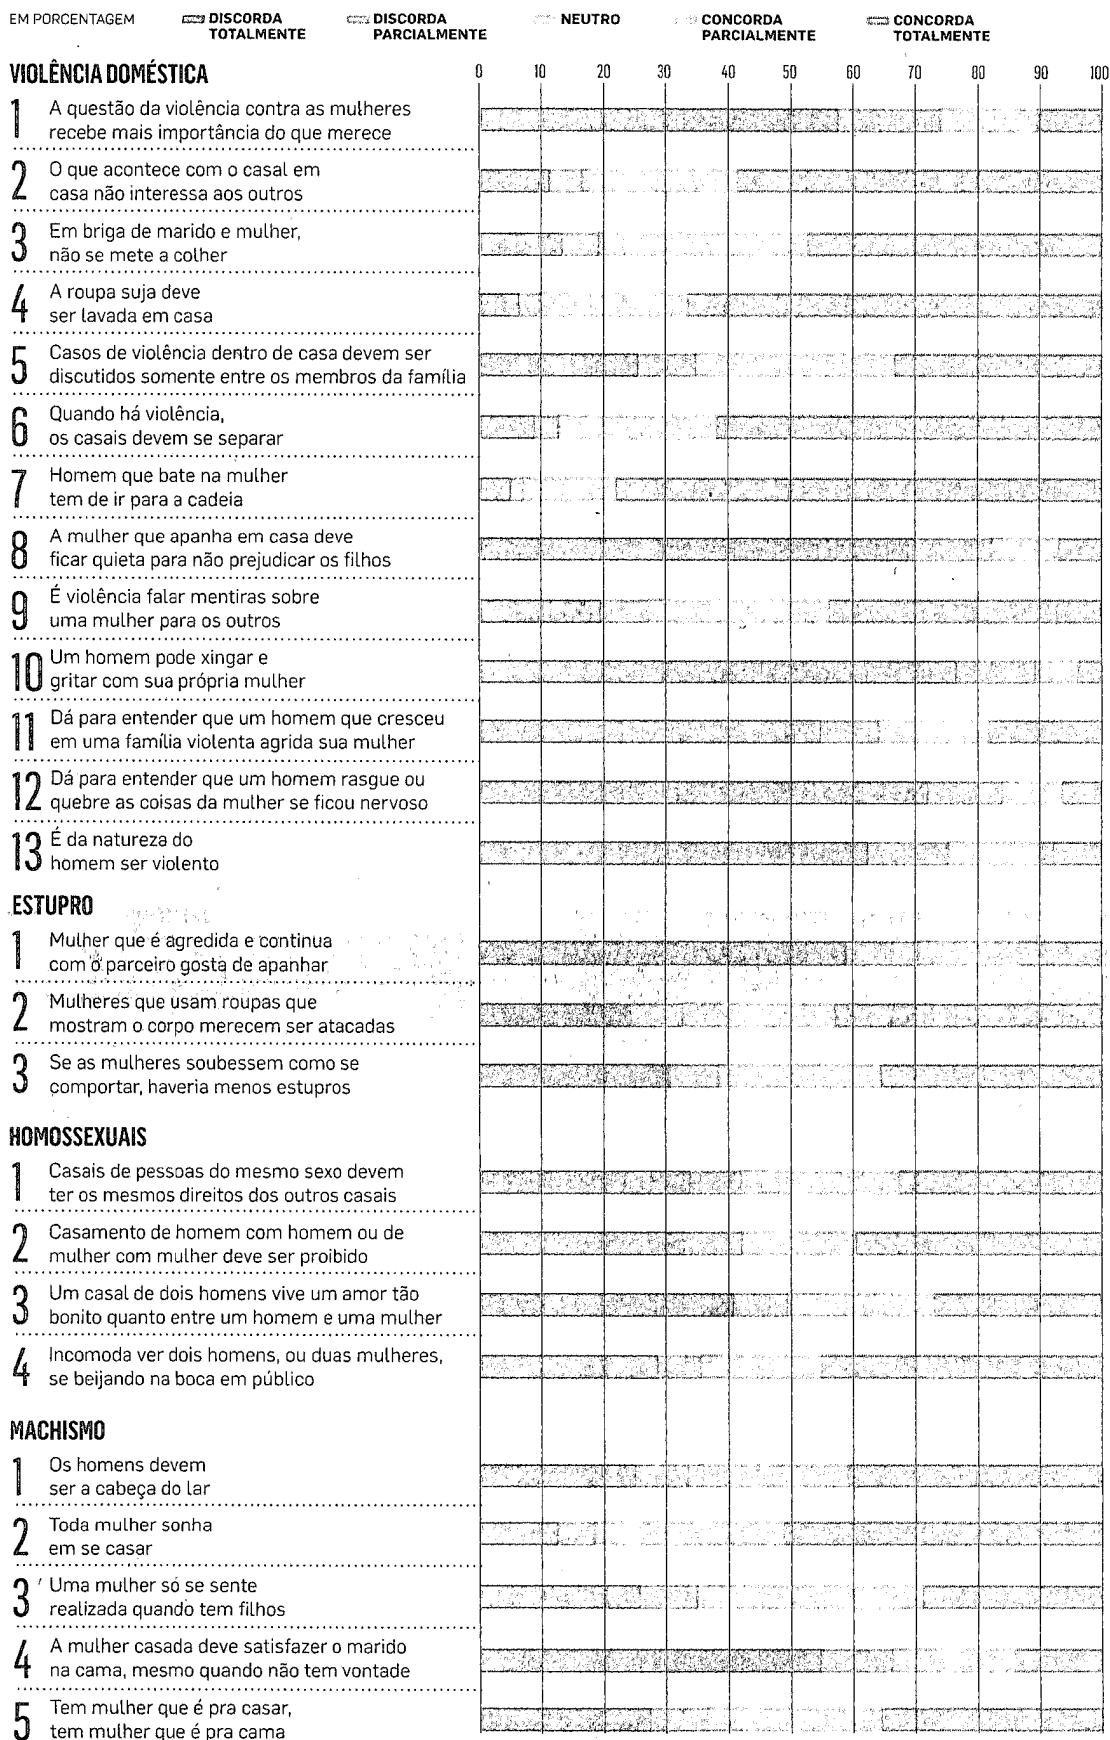 EM PORCENTAGEM
DISCORDA
TOTALMENTE
DISCORDA
PARCIALMENTE
NEUTRO
CONCORDA
PARCIALMENTE
CONCORDA
TOTALMENTE
VIOLÊNCIA DOMÉSTICA
0 10 20 30 40 50 60 70 80 90 100
1 A questão da violência contra as mulheres
recebe mais importância do que merece
2 O que acontece com o casal em
casa não interessa aos outros
3 Em briga de marido e mulher,
não se mete a colher
4 A roupa suja deve
ser lavada em casa
5 Casos de violência dentro de casa devem ser
discutidos somente entre os membros da família
6 Quando há violência,
os casais devem se separar
7 Homem que bate na mulher
tem de ir para a cadeia
8 A mulher que apanha em casa deve
ficar quieta para não prejudicar os filhos
9 É violência falar mentiras sobre
uma mulher para os outros
10 Um homem pode xingar e
gritar com sua própria mulher
11 Dá para entender que um homem que cresceu
em uma família violenta agrida sua mulher
12 Dá para entender que um homem rasgue ou
quebre as coisas da mulher se ficou nervoso
13 É da natureza do
homem ser violento
ESTUPRO
1 Mulher que é agredida e continua
com o parceiro gosta de apanhar
2 Mulheres que usam roupas que
mostram o corpo merecem ser atacadas
3 Se as mulheres soubessem como se
comportar, haveria menos estupros
HOMOSSEXUAIS
1 Casais de pessoas do mesmo sexo devem
ter os mesmos direitos dos outros casais
2 Casamento de homem com homem ou de
mulher com mulher deve ser proibido
3 Um casal de dois homens vive um amor tão
bonito quanto entre um homem e uma mulher
4 Incomoda ver dois homens, ou duas mulheres,
se beijando na boca em público
MACHISMO
1 Os homens devem
ser a cabeça do lar
2 Toda mulher sonha
em se casar
3 Uma mulher só se sente
realizada quando tem filhos
4 A mulher casada deve satisfazer o marido
na cama, mesmo quando não tem vontade
5 Tem mulher que é pra casar,
tem mulher que é pra cama